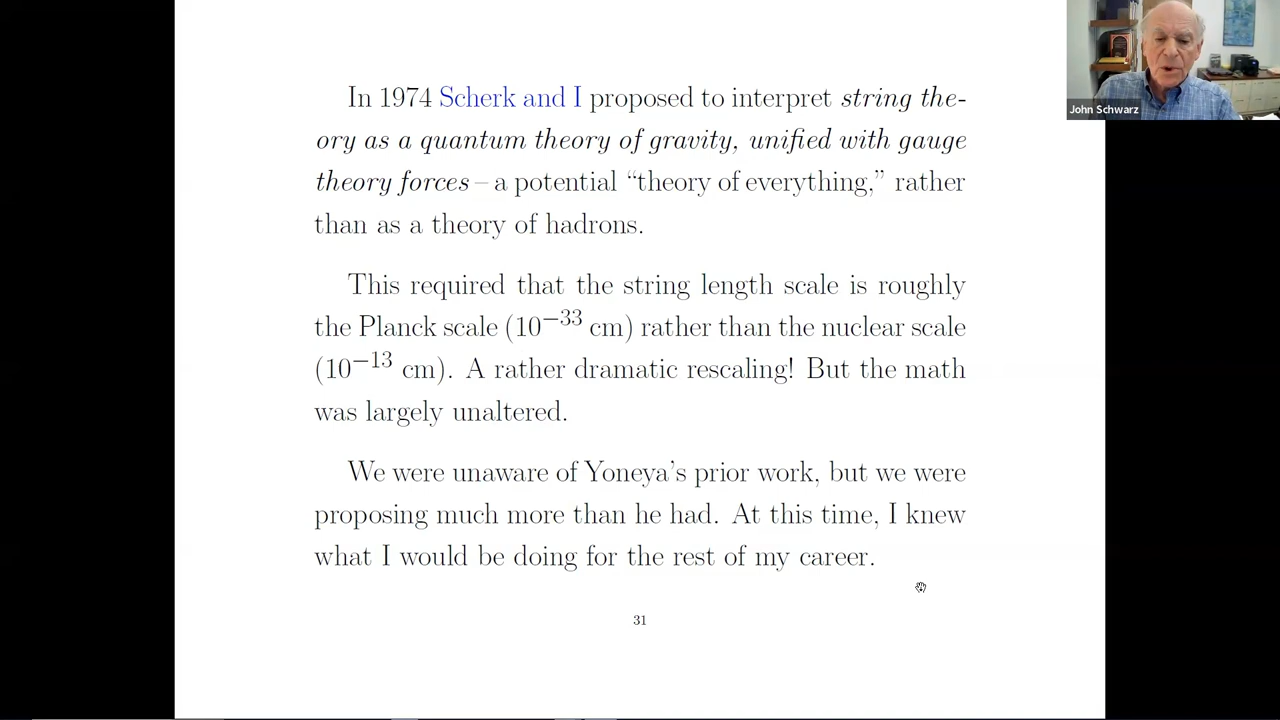 In 1974 Scherk and I proposed to interpret string the-
ory as a quantum theory of gravity, unified with gauge
theory forces – a potential “theory of everything,” rather
than as a theory of hadrons.
This required that the string length scale is roughly
the Planck scale (10⁻³³ cm) rather than the nuclear scale
(10⁻¹³ cm). A rather dramatic rescaling! But the math
was largely unaltered.
We were unaware of Yoneya’s prior work, but we were
proposing much more than he had. At this time, I knew
what I would be doing for the rest of my career.
31
John Schwarz